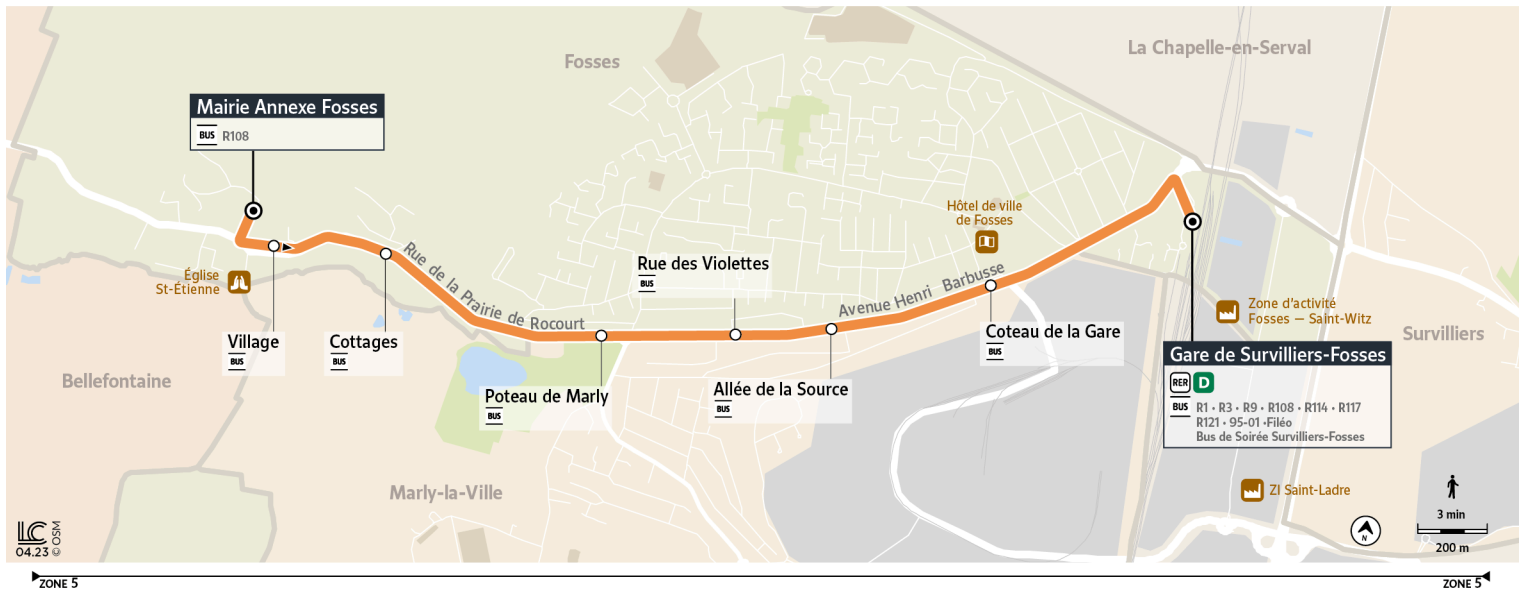 La Chapelle-en-Serval
Fosses
Mairie Annexe Fosses
BUS R108
Hôtel de ville
de Fosses
Église
St-Étienne
Rue de la Prairie de Rocourt
Rue des Violettes
BUS
Avenue Henri Barbusse
Zone d'activité
Fosses — Saint-Witz
Village
BUS
Cottages
BUS
Coteau de la Gare
BUS
Survilliers
Gare de Survilliers-Fosses
RER D
BUS R1 • R3 • R9 • R108 • R114 • R117
R121 • 95-01 •Filéo
Bus de Soirée Survilliers-Fosses
Bellefontaine
Poteau de Marly
BUS
Allée de la Source
BUS
Marly-la-Ville
ZI Saint-Ladre
LC
04.23
© OSM
N
3 min
200 m
ZONE 5
ZONE 5